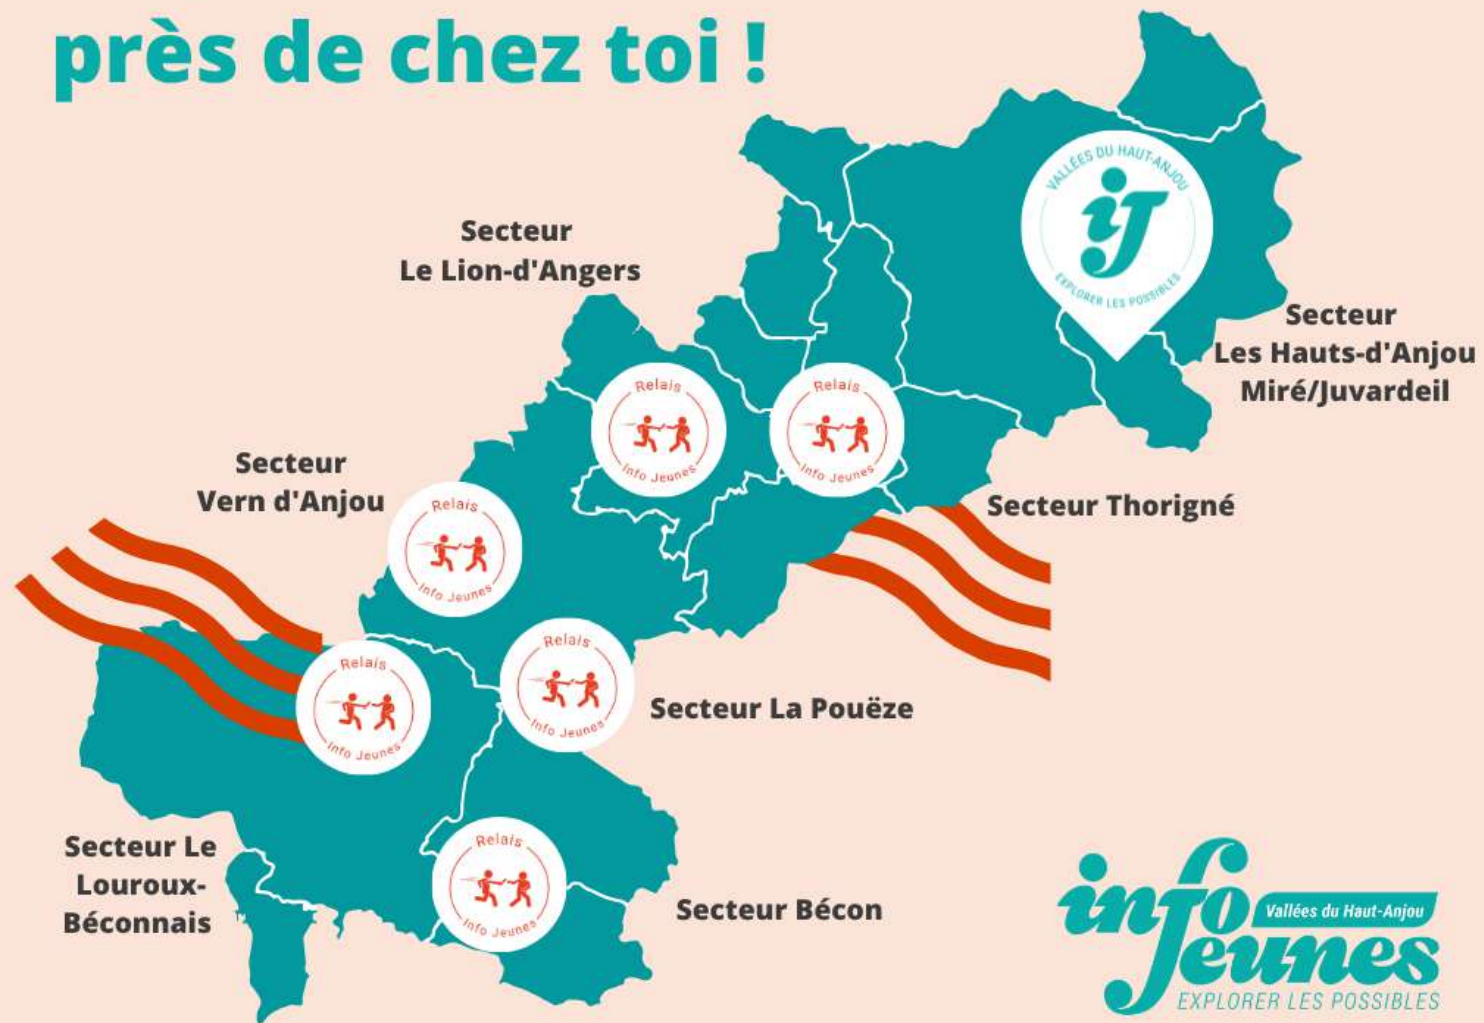 près de chez toi !
VALLÉES DU HAUT-ANJOU
iJ
EXPLORER LES POSSIBLES
Secteur
Le Lion-d'Angers
Secteur
Les Hauts-d'Anjou
Miré/Juvardeil
Relais
Info Jeunes
Relais
Info Jeunes
Secteur
Vern d'Anjou
Relais
Info Jeunes
Secteur Thorigné
Relais
Info Jeunes
Relais
Info Jeunes
Secteur La Pouëze
Secteur Le
Louroux-
Béconnais
Relais
Info Jeunes
Secteur Bécon
info
Vallées du Haut-Anjou
Jeunes
EXPLORER LES POSSIBLES